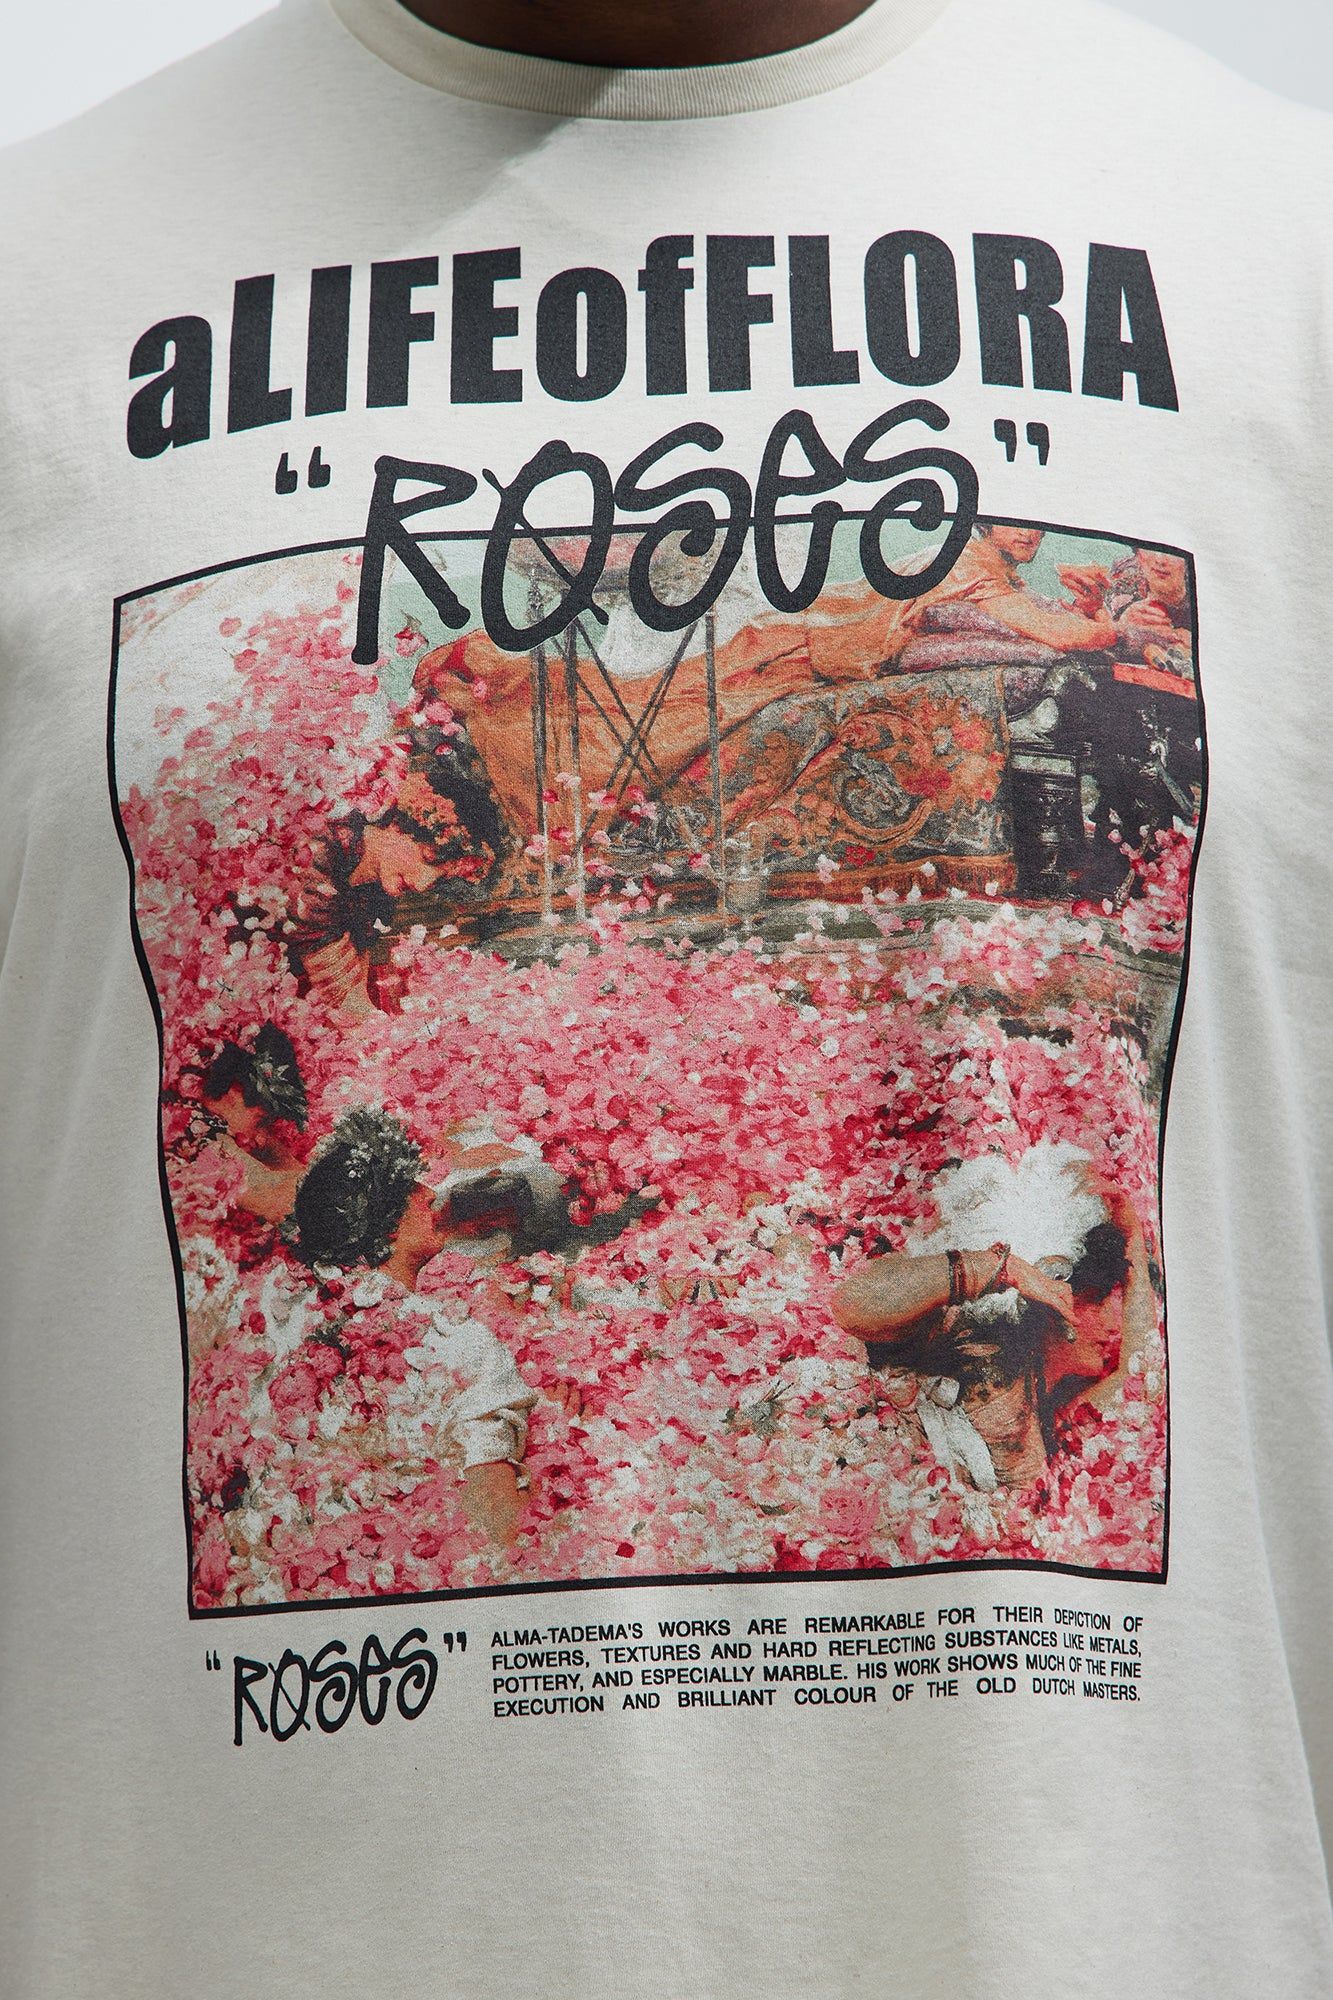 aLIFEofFLORA
“ROSES”
“ROSES”
ALMA-TADEMA'S WORKS ARE REMARKABLE FOR THEIR DEPICTION OF
FLOWERS, TEXTURES AND HARD REFLECTING SUBSTANCES LIKE METALS,
POTTERY, AND ESPECIALLY MARBLE. HIS WORK SHOWS MUCH OF THE FINE
EXECUTION AND BRILLIANT COLOUR OF THE OLD DUTCH MASTERS.